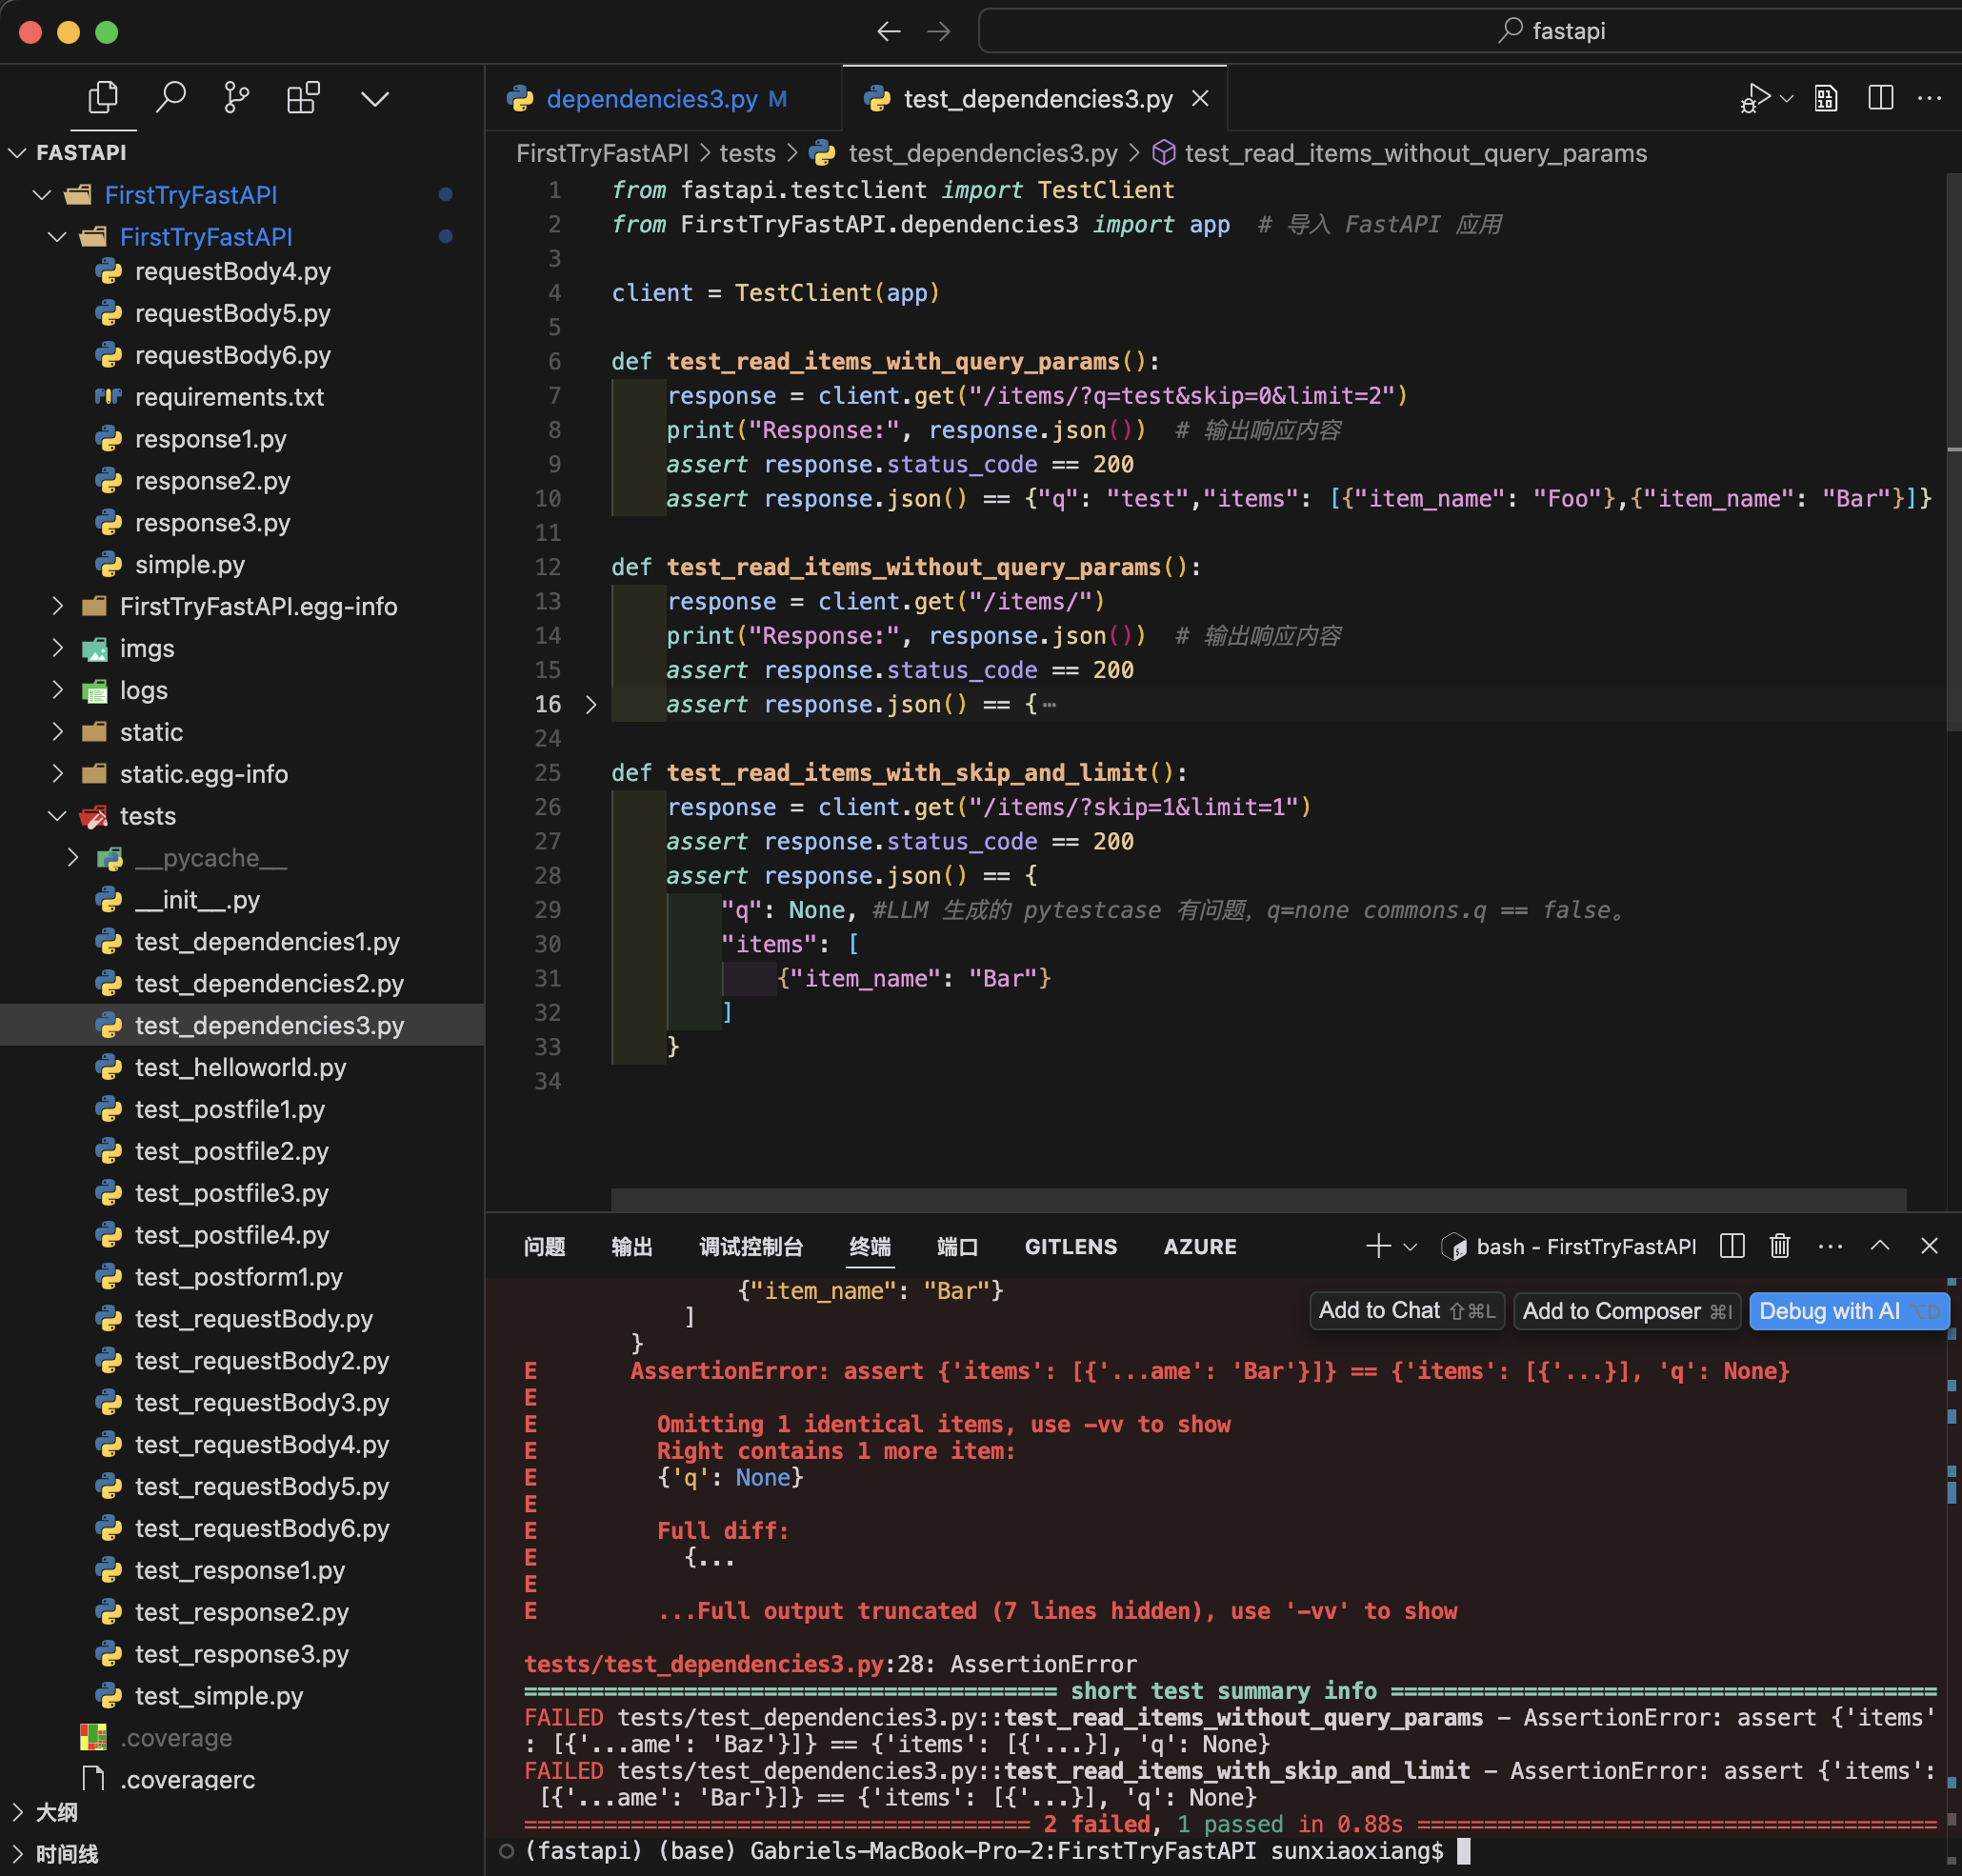 fastapi
dependencies3.py M
test_dependencies3.py
FASTAPI
FirstTryFastAPI > tests > test_dependencies3.py > test_read_items_without_query_params
FirstTryFastAPI
FirstTryFastAPI
requestBody4.py
requestBody5.py
requestBody6.py
requirements.txt
response1.py
response2.py
response3.py
simple.py
FirstTryFastAPI.egg-info
imgs
logs
static
static.egg-info
tests
__pycache__
__init__.py
test_dependencies1.py
test_dependencies2.py
test_dependencies3.py
test_helloworld.py
test_postfile1.py
test_postfile2.py
test_postfile3.py
test_postfile4.py
test_postform1.py
test_requestBody.py
test_requestBody2.py
test_requestBody3.py
test_requestBody4.py
test_requestBody5.py
test_requestBody6.py
test_response1.py
test_response2.py
test_response3.py
test_simple.py
.coverage
.coveragerc
大纲
时间线
1 from fastapi.testclient import TestClient
2 from FirstTryFastAPI.dependencies3 import app  # 导入 FastAPI 应用
3
4 client = TestClient(app)
5
6 def test_read_items_with_query_params():
7     response = client.get("/items/?q=test&skip=0&limit=2")
8     print("Response:", response.json())  # 输出响应内容
9     assert response.status_code == 200
10     assert response.json() == {"q": "test","items": [{"item_name": "Foo"},{"item_name": "Bar"}]}
11
12 def test_read_items_without_query_params():
13     response = client.get("/items/")
14     print("Response:", response.json())  # 输出响应内容
15     assert response.status_code == 200
16 >     assert response.json() == {⋯
24
25 def test_read_items_with_skip_and_limit():
26     response = client.get("/items/?skip=1&limit=1")
27     assert response.status_code == 200
28     assert response.json() == {
29         "q": None, #LLM 生成的 pytestcase 有问题，q=none commons.q == false。
30         "items": [
31             {"item_name": "Bar"}
32         ]
33     }
34
问题 输出 调试控制台 终端 端口 GITLENS AZURE bash - FirstTryFastAPI
Add to Chat ⇧⌘L Add to Composer ⌘I Debug with AI ⌥D
{"item_name": "Bar"}
]
}
E       AssertionError: assert {'items': [{'...ame': 'Bar'}]} == {'items': [{'...}], 'q': None}
E
E         Omitting 1 identical items, use -vv to show
E         Right contains 1 more item:
E         {'q': None}
E
E         Full diff:
E           {...
E
E         ...Full output truncated (7 lines hidden), use '-vv' to show
tests/test_dependencies3.py:28: AssertionError
======================================== short test summary info =========================================
FAILED tests/test_dependencies3.py::test_read_items_without_query_params - AssertionError: assert {'items'
: [{'...ame': 'Baz'}]} == {'items': [{'...}], 'q': None}
FAILED tests/test_dependencies3.py::test_read_items_with_skip_and_limit - AssertionError: assert {'items':
[{'...ame': 'Bar'}]} == {'items': [{'...}], 'q': None}
====================================== 2 failed, 1 passed in 0.88s =======================================
(fastapi) (base) Gabriels-MacBook-Pro-2:FirstTryFastAPI sunxiaoxiang$